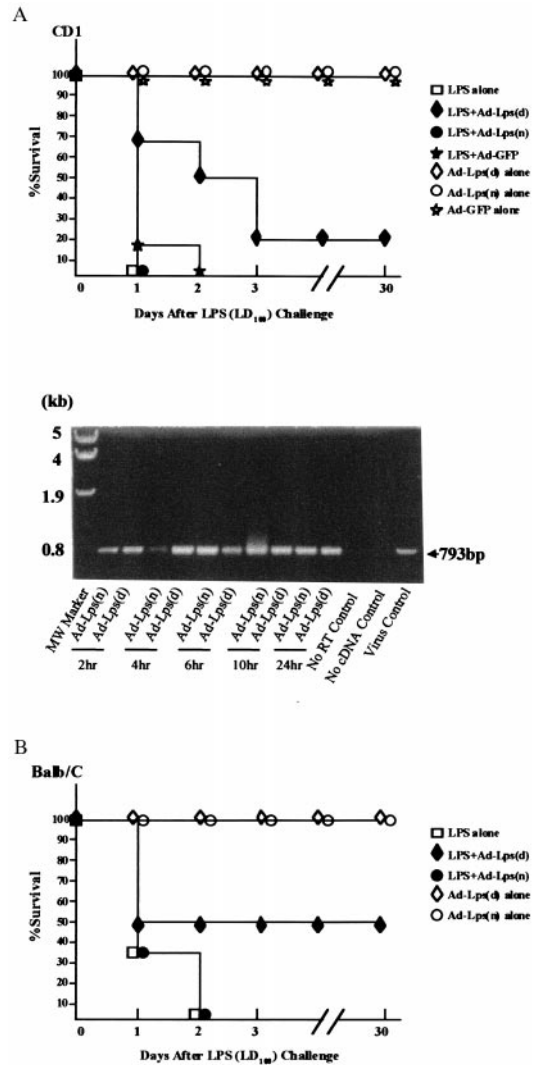 A
CD1
100
90
80
70
60
50
40
30
20
10
%Survival
0 1 2 3 30
Days After LPS (LD100) Challenge
LPS alone
LPS+Ad-Lps(d)
LPS+Ad-Lps(n)
LPS+Ad-GFP
Ad-Lps(d) alone
Ad-Lps(n) alone
Ad-GFP alone
(kb)
5
4
1.9
0.8
793bp
MW Marker
Ad-Lps(n)
Ad-Lps(d)
Ad-Lps(n)
Ad-Lps(d)
Ad-Lps(n)
Ad-Lps(d)
Ad-Lps(n)
Ad-Lps(d)
Ad-Lps(n)
Ad-Lps(d)
No RT Control
No cDNA Control
Virus Control
2hr 4hr 6hr 10hr 24hr
B
Balb/C
100
90
80
70
60
50
40
30
20
10
%Survival
0 1 2 3 30
Days After LPS (LD100) Challenge
LPS alone
LPS+Ad-Lps(d)
LPS+Ad-Lps(n)
Ad-Lps(d) alone
Ad-Lps(n) alone